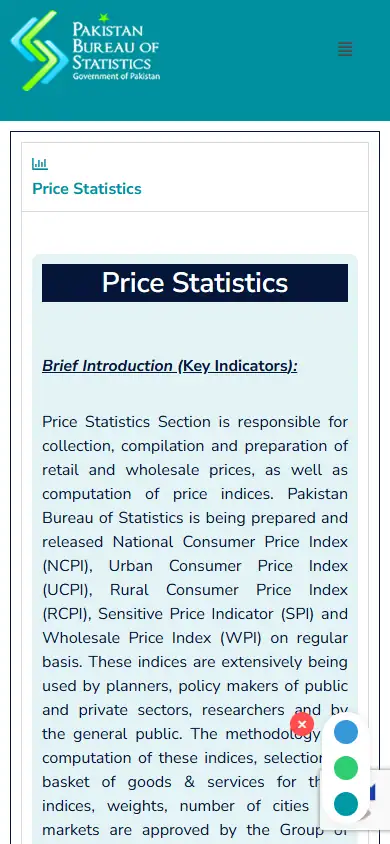 PAKISTAN
BUREAU OF
STATISTICS
Government of Pakistan
Price Statistics
Price Statistics
Brief Introduction (Key Indicators):
Price Statistics Section is responsible for
collection, compilation and preparation of
retail and wholesale prices, as well as
computation of price indices. Pakistan
Bureau of Statistics is being prepared and
released National Consumer Price Index
(NCPI), Urban Consumer Price Index
(UCPI), Rural Consumer Price Index
(RCPI), Sensitive Price Indicator (SPI) and
Wholesale Price Index (WPI) on regular
basis. These indices are extensively being
used by planners, policy makers of public
and private sectors, researchers and by
the general public. The methodology
computation of these indices, selection
basket of goods & services for
indices, weights, number of cities
markets are approved by the Group of